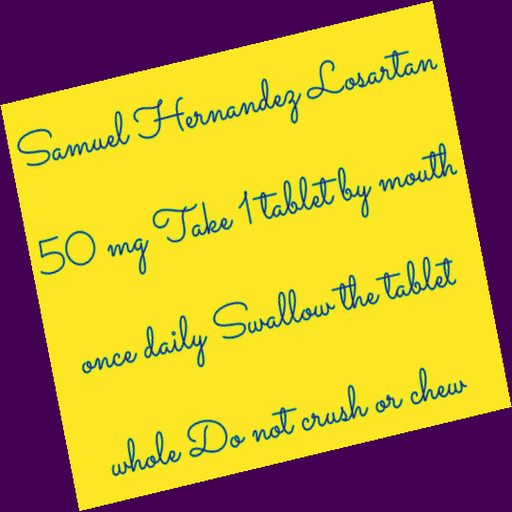 Samuel Hernandez Losartan
50 mg Take 1 tablet by mouth
once daily Swallow the tablet
whole Do not crush or chew